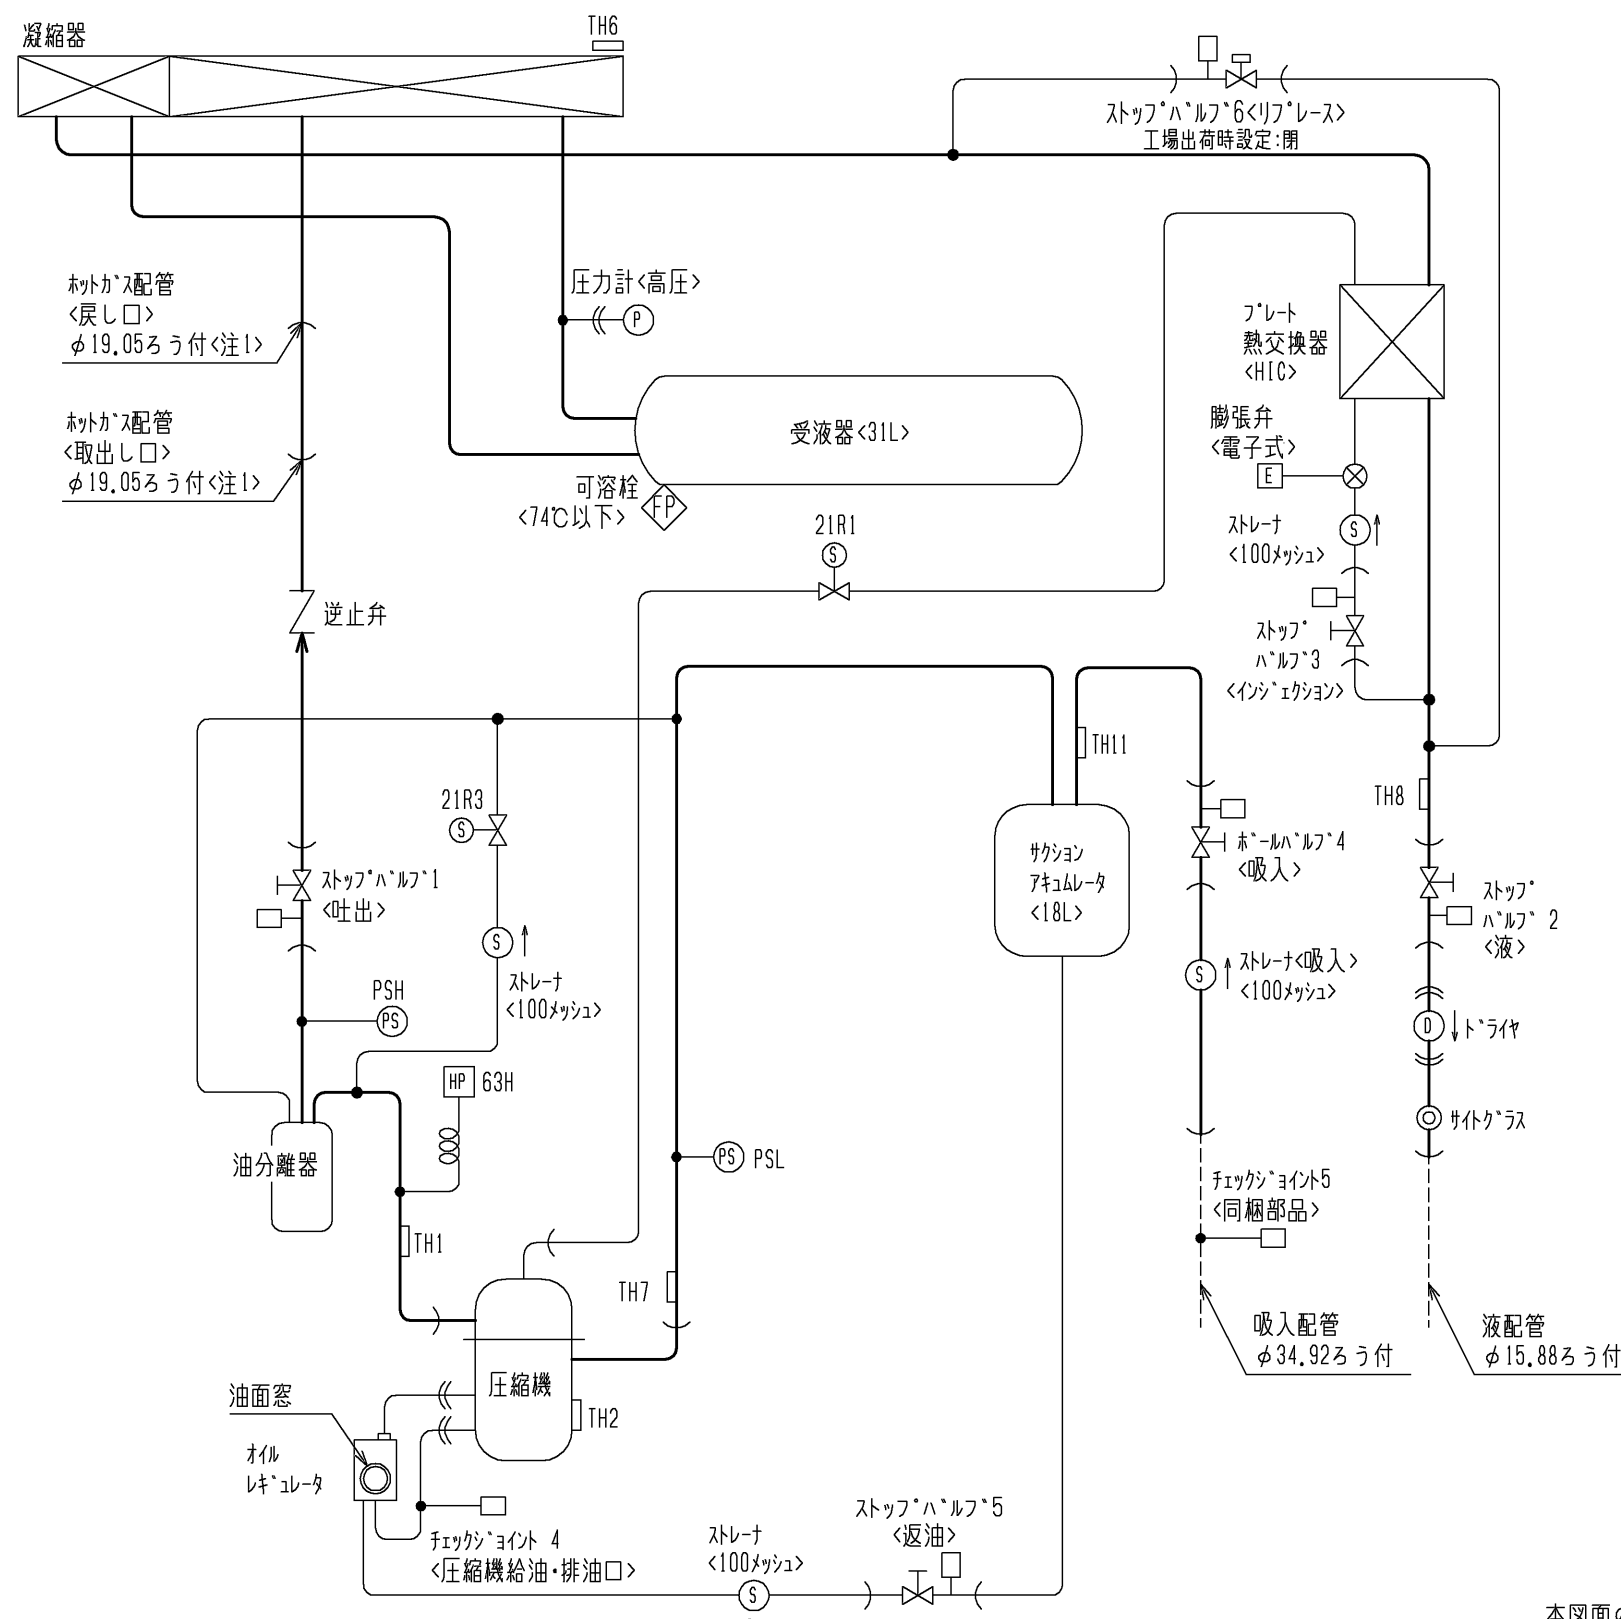 凝縮器
TH6
ストップバルブ6<リプレース>
工場出荷時設定:閉
ホットガス配管
<戻し口>
φ19.05ろう付<注1>
圧力計<高圧>
P
プレート
熱交換器
<HIC>
ホットガス配管
<取出し口>
φ19.05ろう付<注1>
受液器<31L>
膨張弁
<電子式>
E
可溶栓
<74℃以下>
FP
21R1
S
ストレーナ
<100メッシュ>
S
逆止弁
ストップ
バルブ3
<インジェクション>
TH11
TH8
21R3
S
ボールバルブ4
<吸入>
サクション
アキュムレータ
<18L>
ストップバルブ1
<吐出>
ストップ
バルブ 2
<液>
S
ストレーナ
<100メッシュ>
S
ストレーナ<吸入>
<100メッシュ>
PSH
PS
D
ドライヤ
HP
63H
サイトグラス
油分離器
PS
PSL
チェックジョイント5
<同梱部品>
TH1
TH7
吸入配管
φ34.92ろう付
液配管
φ15.88ろう付
圧縮機
油面窓
TH2
オイル
レギュレータ
チェックジョイント 4
<圧縮機給油・排油口>
ストレーナ
<100メッシュ>
S
ストップバルブ5
<返油>